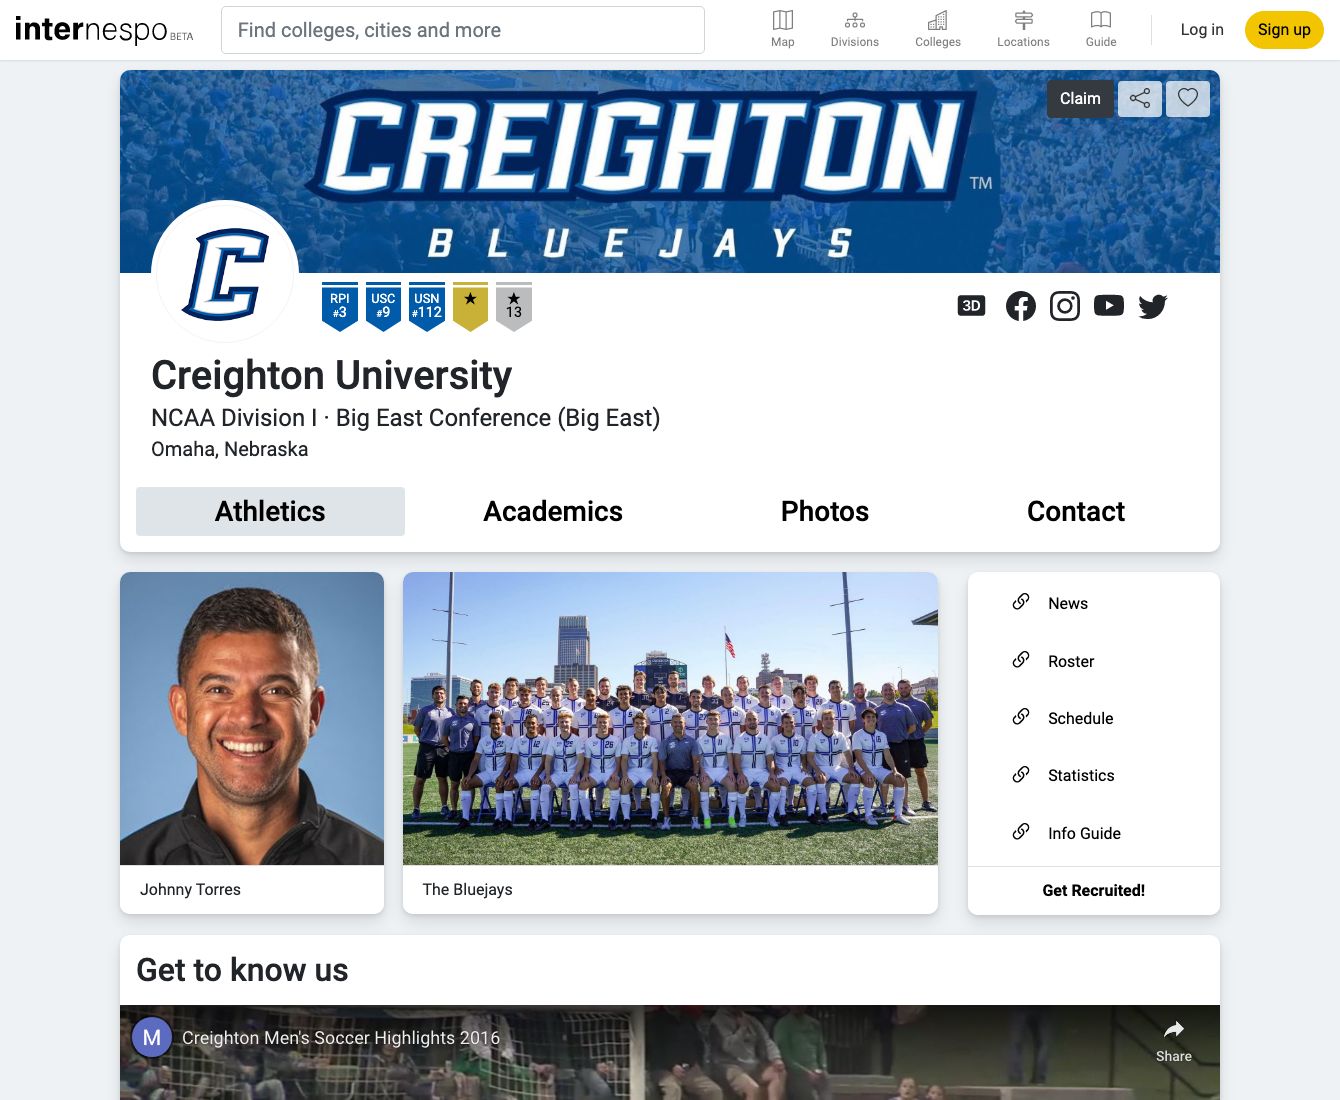 internespo BETA
Find colleges, cities and more
Map
Divisions
Colleges
Locations
Guide
Log in
Sign up
Claim
CREIGHTON TM
BLUEJAYS
C
RPI
#3
USC
#9
USN
#112
★
★
13
3D
Creighton University
NCAA Division I · Big East Conference (Big East)
Omaha, Nebraska
Athletics
Academics
Photos
Contact
Johnny Torres
The Bluejays
News
Roster
Schedule
Statistics
Info Guide
Get Recruited!
Get to know us
M
Creighton Men's Soccer Highlights 2016
Share